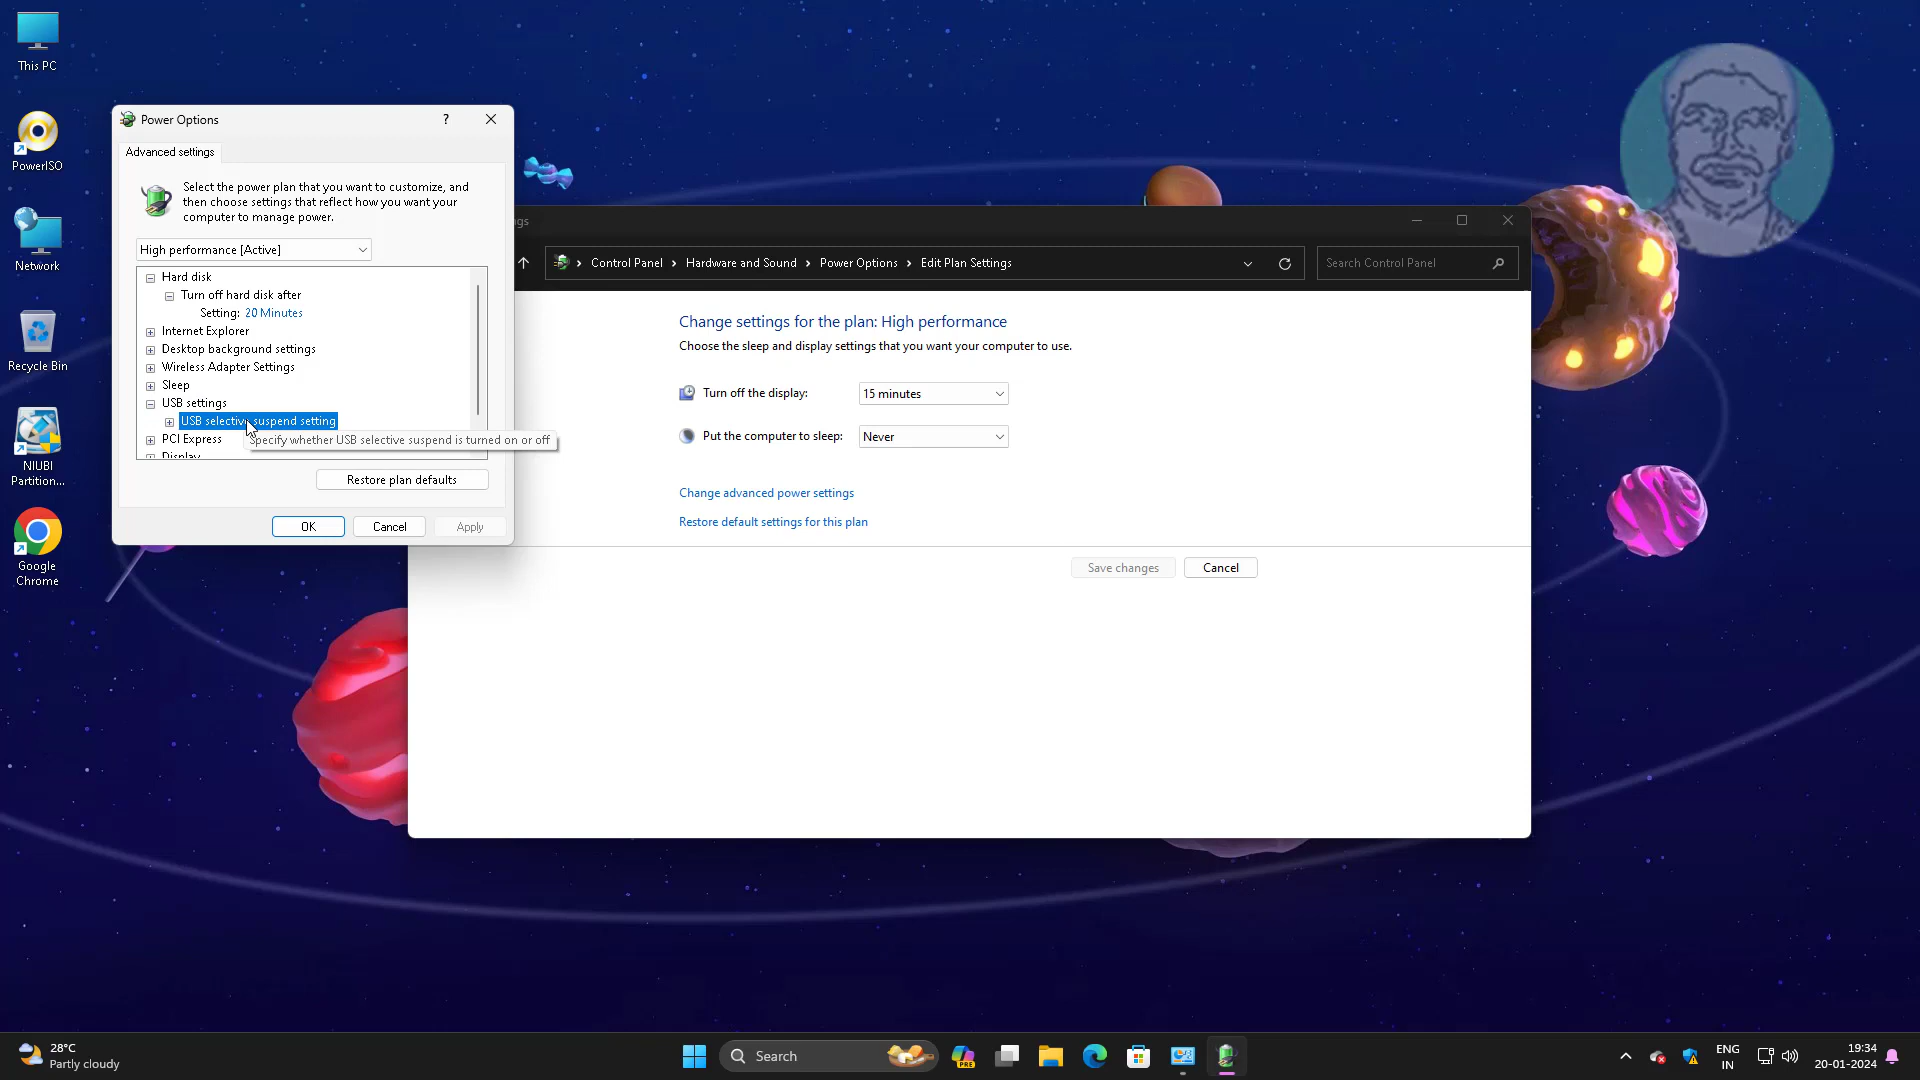 This PC
PowerISO
Network
Recycle Bin
NIUBI
Partition...
Google
Chrome
Power Options
?
Advanced settings
Select the power plan that you want to customize, and
then choose settings that reflect how you want your
computer to manage power.
High performance [Active]
Hard disk
Turn off hard disk after
Setting: 20 Minutes
Internet Explorer
Desktop background settings
Wireless Adapter Settings
Sleep
USB settings
USB selective suspend setting
PCI Express
Specify whether USB selective suspend is turned on or off
Display
Restore plan defaults
OK
Cancel
Apply
Control Panel > Hardware and Sound > Power Options > Edit Plan Settings
Search Control Panel
Change settings for the plan: High performance
Choose the sleep and display settings that you want your computer to use.
Turn off the display:
15 minutes
Put the computer to sleep:
Never
Change advanced power settings
Restore default settings for this plan
Save changes
Cancel
28°C
Partly cloudy
Search
PRE
ENG
IN
19:34
20-01-2024